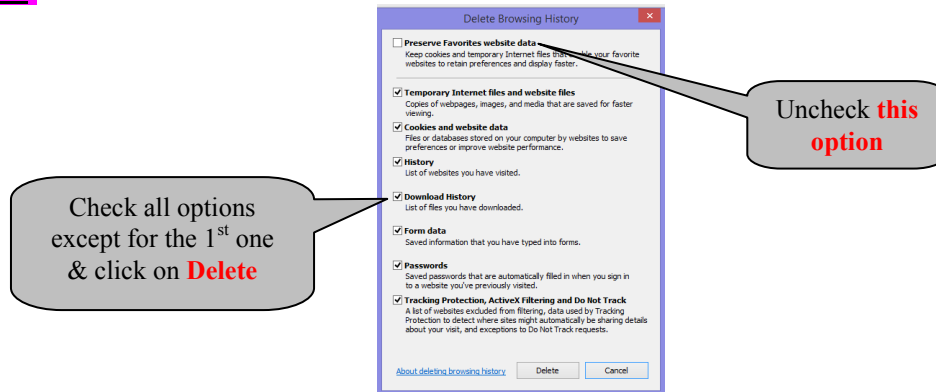 Delete Browsing History
Preserve Favorites website data
Keep cookies and temporary Internet files that your favorite
websites to retain preferences and display faster.
Temporary Internet files and website files
Copies of webpages, images, and media that are saved for faster
viewing.
Cookies and website data
Files or databases stored on your computer by websites to save
preferences or improve website performance.
History
List of websites you have visited.
Download History
List of files you have downloaded.
Form data
Saved information that you have typed into forms.
Passwords
Saved passwords that are automatically filled in when you sign in
to a website you've previously visited.
Tracking Protection, ActiveX Filtering and Do Not Track
A list of websites excluded from filtering, data used by Tracking
Protection to detect where sites might automatically be sharing details
about your visit, and exceptions to Do Not Track requests.
About deleting browsing history
Delete
Cancel
Uncheck this
option
Check all options
except for the 1st one
& click on Delete